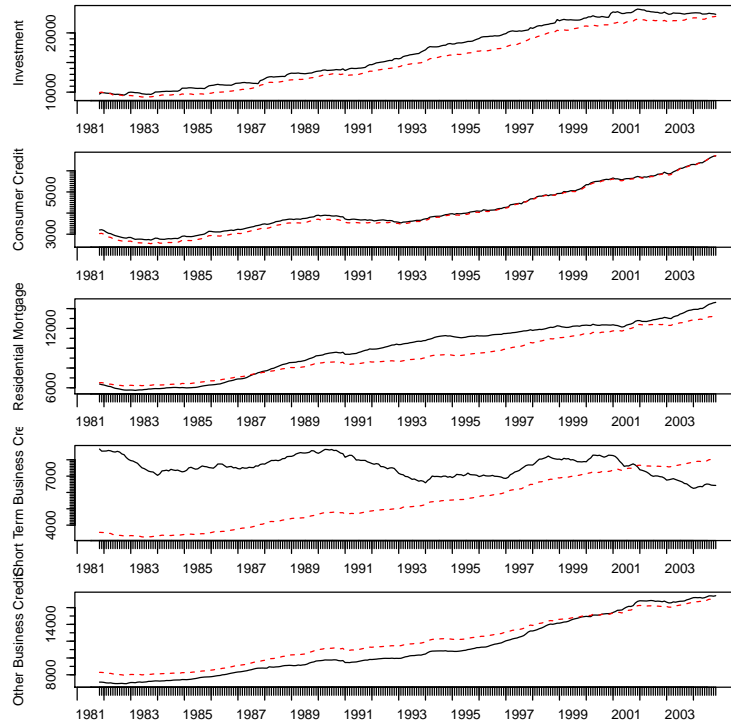 Investment
10000 20000
1981 1983 1985 1987 1989 1991 1993 1995 1997 1999 2001 2003
Consumer Credit
3000 5000
1981 1983 1985 1987 1989 1991 1993 1995 1997 1999 2001 2003
Residential Mortgage
6000 12000
1981 1983 1985 1987 1989 1991 1993 1995 1997 1999 2001 2003
Short Term Business Cre
4000 7000
1981 1983 1985 1987 1989 1991 1993 1995 1997 1999 2001 2003
Other Business Credit
8000 14000
1981 1983 1985 1987 1989 1991 1993 1995 1997 1999 2001 2003